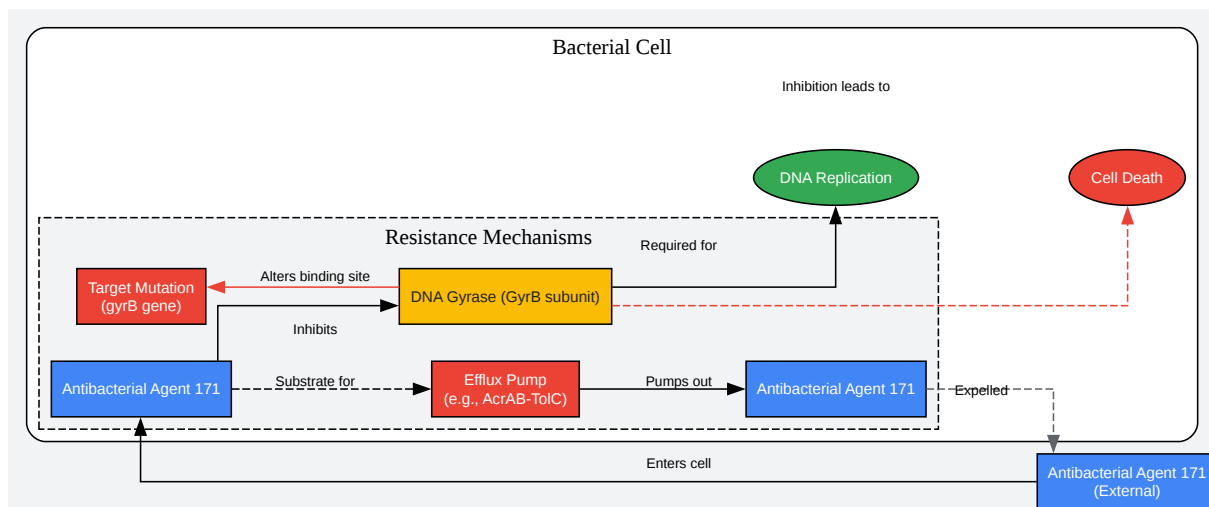 Bacterial Cell
Inhibition leads to
DNA Replication
Cell Death
Resistance Mechanisms
Required for
Target Mutation
(gyrB gene)
Alters binding site
DNA Gyrase (GyrB subunit)
Inhibits
Antibacterial Agent 171
Substrate for
Efflux Pump
(e.g., AcrAB-TolC)
Pumps out
Antibacterial Agent 171
Expelled
Enters cell
Antibacterial Agent 171
(External)